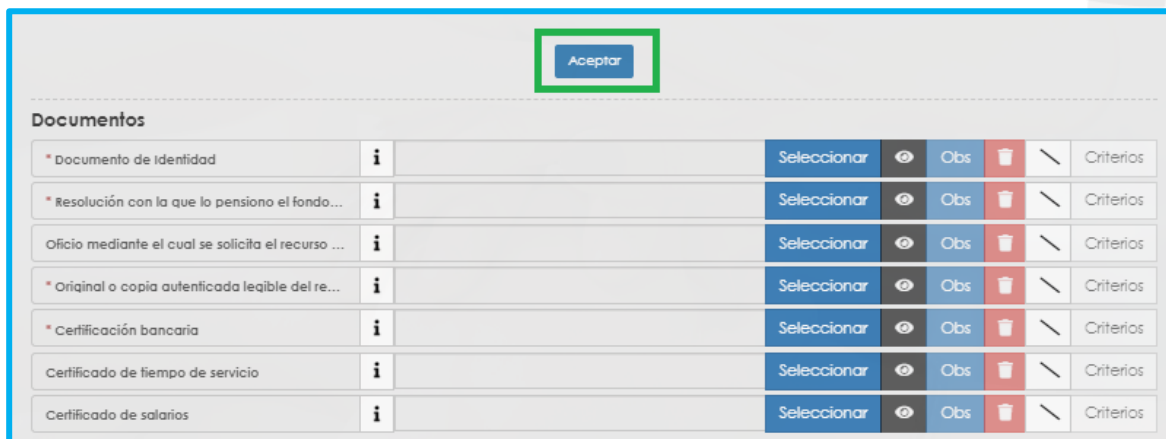 Aceptar
Documentos
* Documento de Identidad i Seleccionar Obs Criterios
* Resolución con la que lo pensiono el fondo... i Seleccionar Obs Criterios
Oficio mediante el cual se solicita el recurso ... i Seleccionar Obs Criterios
* Original o copia autenticada legible del re... i Seleccionar Obs Criterios
* Certificación bancaria i Seleccionar Obs Criterios
Certificado de tiempo de servicio i Seleccionar Obs Criterios
Certificado de salarios i Seleccionar Obs Criterios